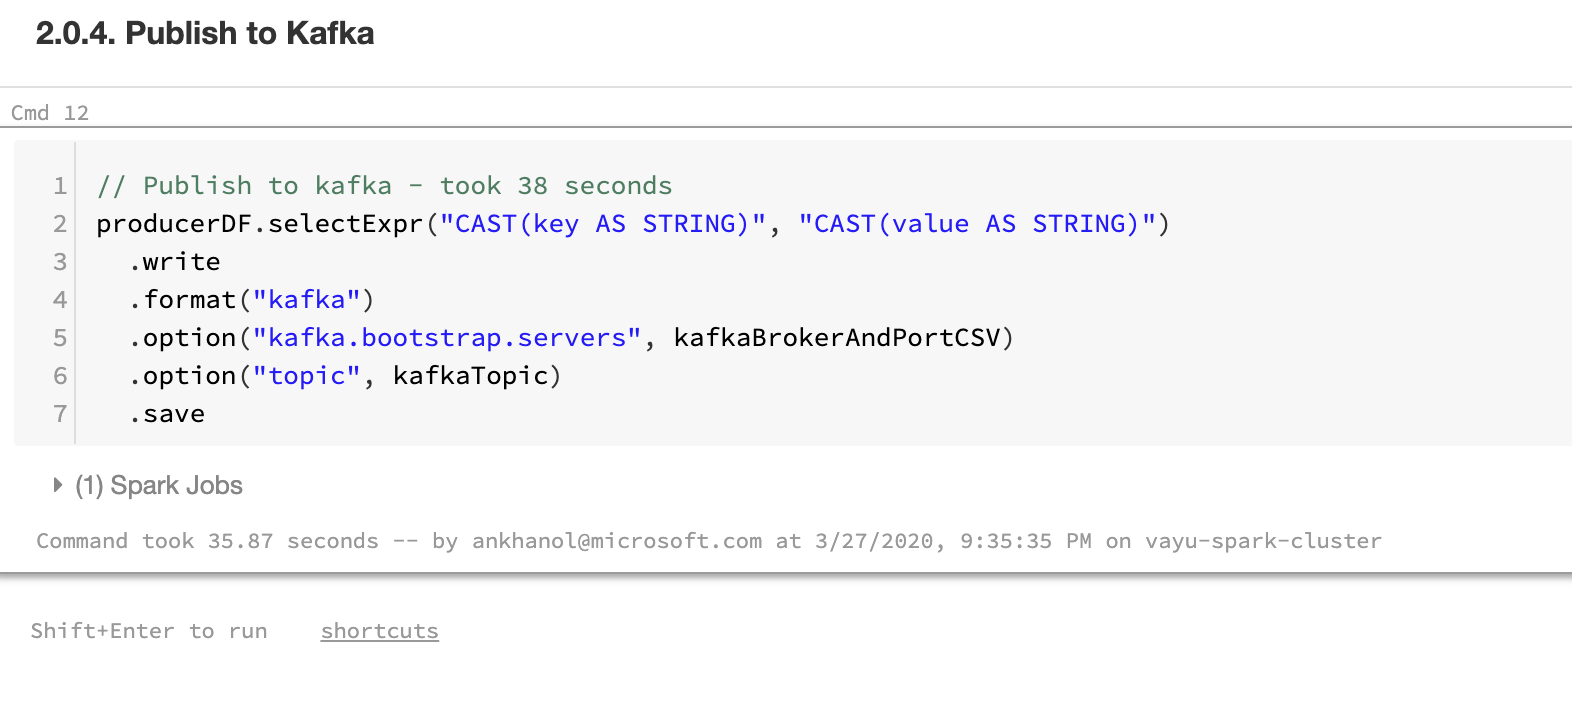 2.0.4. Publish to Kafka
Cmd 12
1 // Publish to kafka - took 38 seconds
2 producerDF.selectExpr("CAST(key AS STRING)", "CAST(value AS STRING)")
3   .write
4   .format("kafka")
5   .option("kafka.bootstrap.servers", kafkaBrokerAndPortCSV)
6   .option("topic", kafkaTopic)
7   .save
(1) Spark Jobs
Command took 35.87 seconds -- by ankhanol@microsoft.com at 3/27/2020, 9:35:35 PM on vayu-spark-cluster
Shift+Enter to run shortcuts